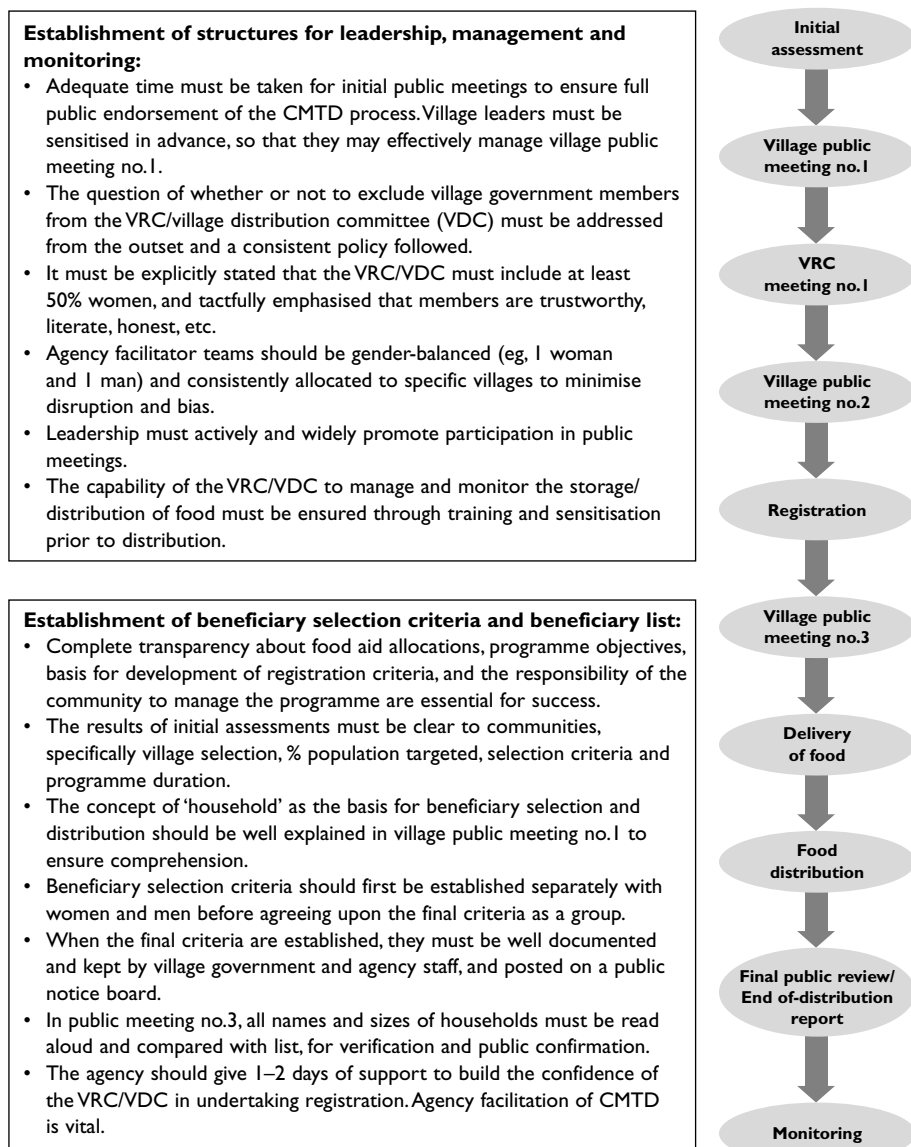 Establishment of structures for leadership, management and
monitoring:
• Adequate time must be taken for initial public meetings to ensure full
public endorsement of the CMTD process. Village leaders must be
sensitised in advance, so that they may effectively manage village public
meeting no.1.
• The question of whether or not to exclude village government members
from the VRC/village distribution committee (VDC) must be addressed
from the outset and a consistent policy followed.
• It must be explicitly stated that the VRC/VDC must include at least
50% women, and tactfully emphasised that members are trustworthy,
literate, honest, etc.
• Agency facilitator teams should be gender-balanced (eg, 1 woman
and 1 man) and consistently allocated to specific villages to minimise
disruption and bias.
• Leadership must actively and widely promote participation in public
meetings.
• The capability of the VRC/VDC to manage and monitor the storage/
distribution of food must be ensured through training and sensitisation
prior to distribution.
Establishment of beneficiary selection criteria and beneficiary list:
• Complete transparency about food aid allocations, programme objectives,
basis for development of registration criteria, and the responsibility of the
community to manage the programme are essential for success.
• The results of initial assessments must be clear to communities,
specifically village selection, % population targeted, selection criteria and
programme duration.
• The concept of ‘household’ as the basis for beneficiary selection and
distribution should be well explained in village public meeting no.1 to
ensure comprehension.
• Beneficiary selection criteria should first be established separately with
women and men before agreeing upon the final criteria as a group.
• When the final criteria are established, they must be well documented
and kept by village government and agency staff, and posted on a public
notice board.
• In public meeting no.3, all names and sizes of households must be read
aloud and compared with list, for verification and public confirmation.
• The agency should give 1–2 days of support to build the confidence of
the VRC/VDC in undertaking registration. Agency facilitation of CMTD
is vital.
Initial
assessment
Village public
meeting no.1
VRC
meeting no.1
Village public
meeting no.2
Registration
Village public
meeting no.3
Delivery
of food
Food
distribution
Final public review/
End of-distribution
report
Monitoring